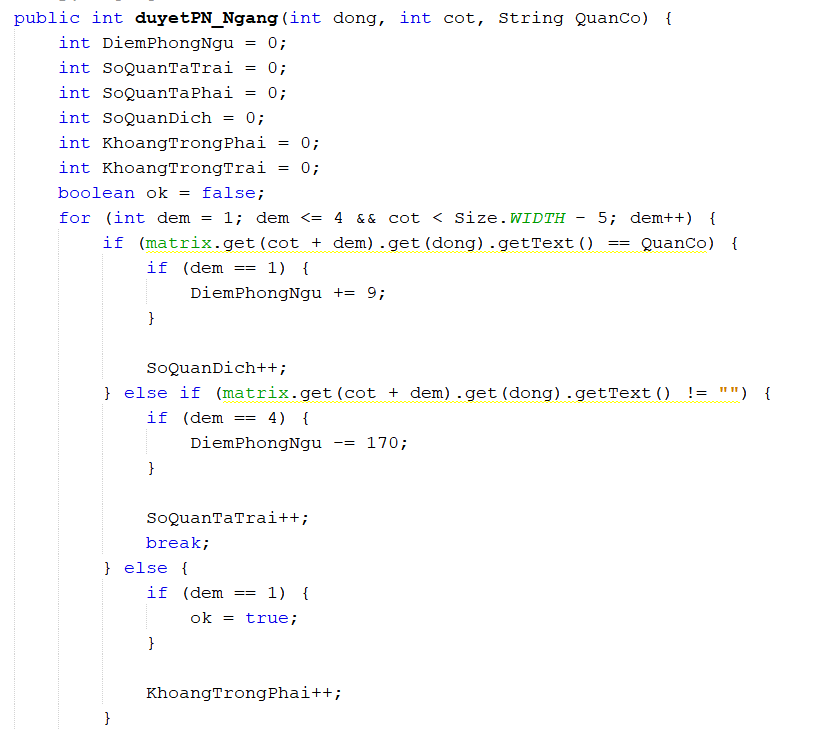 public int duyetPN_Ngang(int dong, int cot, String QuanCo) {
    int DiemPhongNgu = 0;
    int SoQuanTaTrai = 0;
    int SoQuanTaPhai = 0;
    int SoQuanDich = 0;
    int KhoangTrongPhai = 0;
    int KhoangTrongTrai = 0;
    boolean ok = false;
    for (int dem = 1; dem <= 4 && cot < Size.WIDTH - 5; dem++) {
        if (matrix.get(cot + dem).get(dong).getText() == QuanCo) {
            if (dem == 1) {
                DiemPhongNgu += 9;
            }

            SoQuanDich++;
        } else if (matrix.get(cot + dem).get(dong).getText() != "") {
            if (dem == 4) {
                DiemPhongNgu -= 170;
            }

            SoQuanTaTrai++;
            break;
        } else {
            if (dem == 1) {
                ok = true;
            }

            KhoangTrongPhai++;
        }